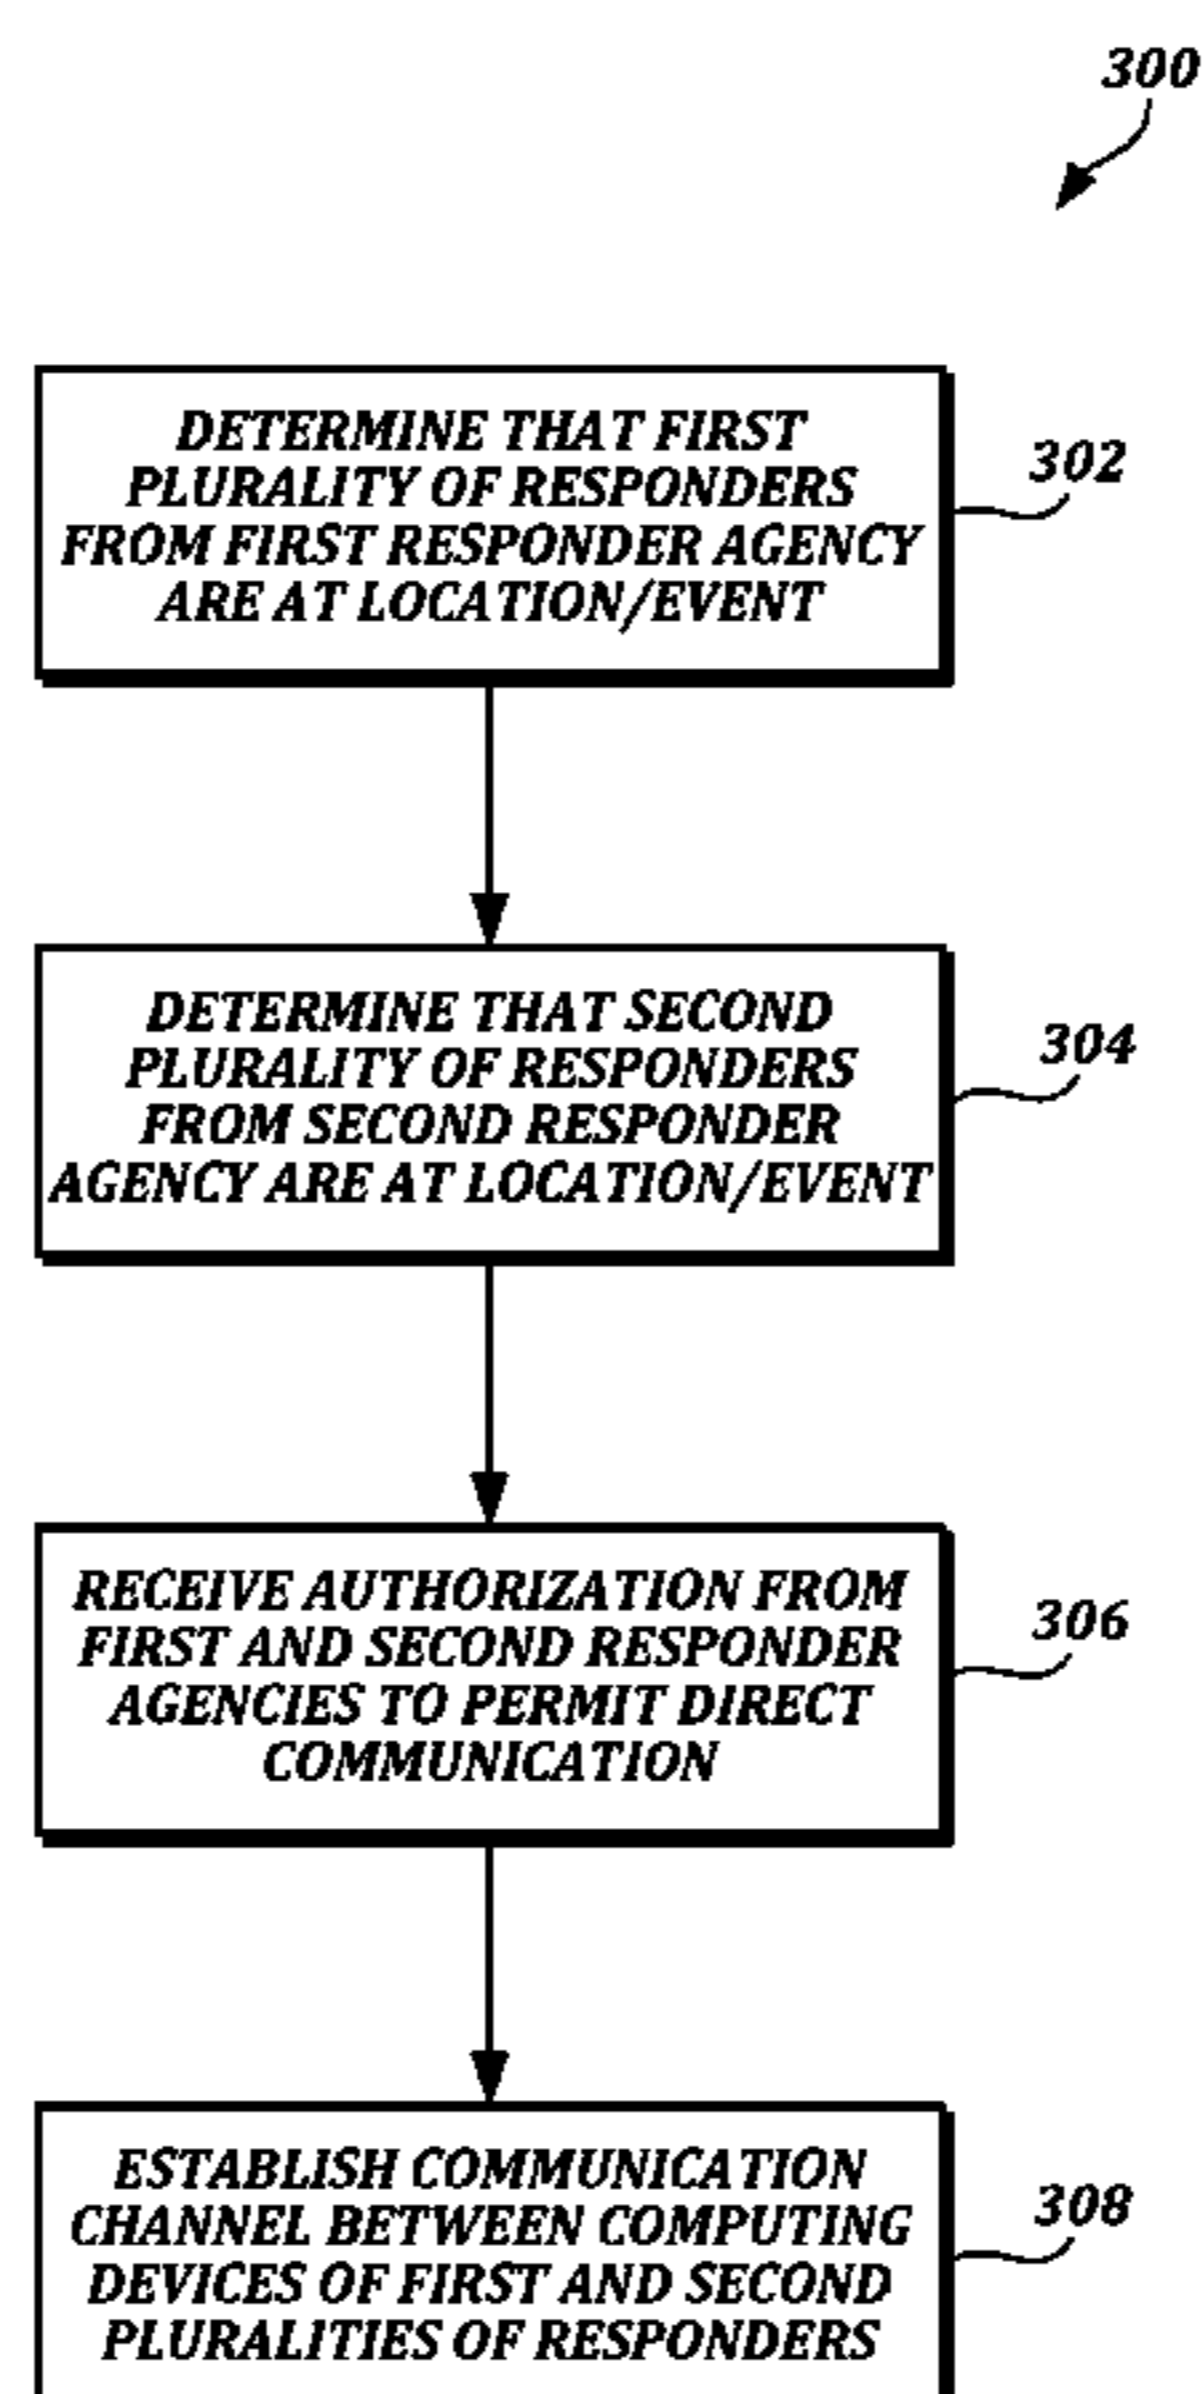 300
DETERMINE THAT FIRST
PLURALITY OF RESPONDERS
FROM FIRST RESPONDER AGENCY
ARE AT LOCATION/EVENT
302
DETERMINE THAT SECOND
PLURALITY OF RESPONDERS
FROM SECOND RESPONDER
AGENCY ARE AT LOCATION/EVENT
304
RECEIVE AUTHORIZATION FROM
FIRST AND SECOND RESPONDER
AGENCIES TO PERMIT DIRECT
COMMUNICATION
306
ESTABLISH COMMUNICATION
CHANNEL BETWEEN COMPUTING
DEVICES OF FIRST AND SECOND
PLURALITIES OF RESPONDERS
308